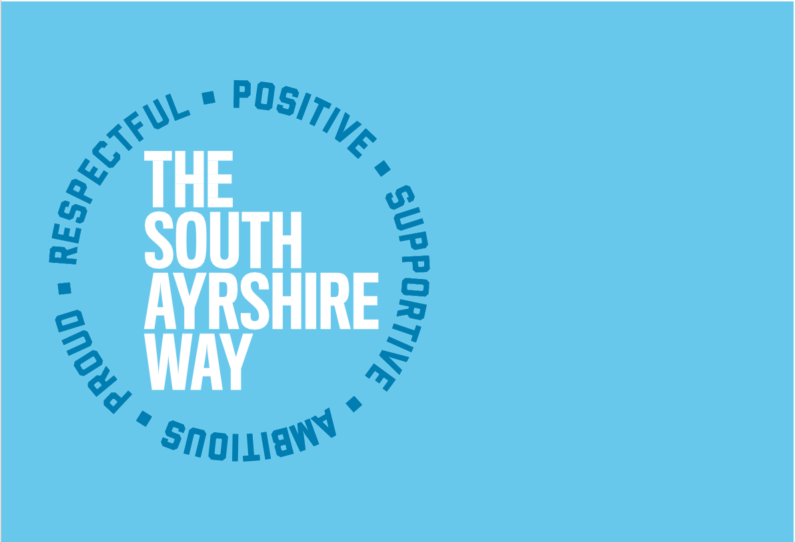 RESPECTFUL ▪ POSITIVE ▪ SUPPORTIVE ▪ AMBITIOUS ▪ PROUD ▪
THE
SOUTH
AYRSHIRE
WAY